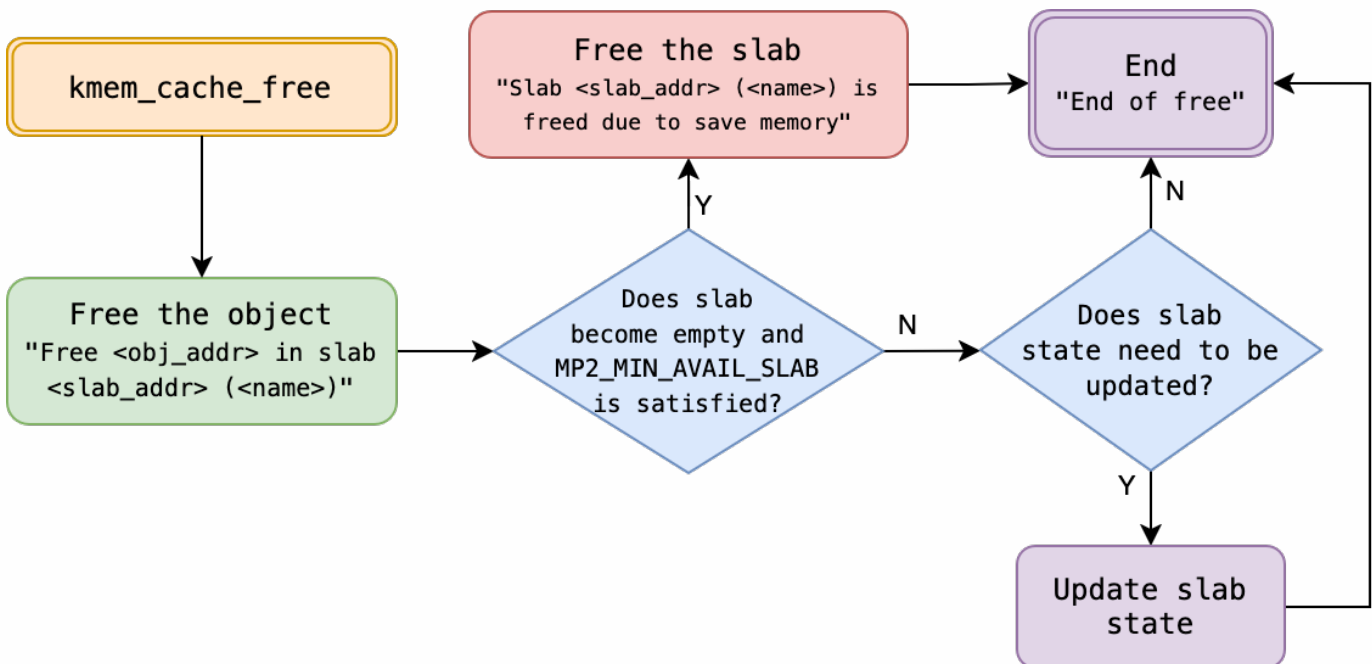 kmem_cache_free
Free the object
"Free <obj_addr> in slab
<slab_addr> (<name>)"
Does slab
become empty and
MP2_MIN_AVAIL_SLAB
is satisfied?
Y
Free the slab
"Slab <slab_addr> (<name>) is
freed due to save memory"
N
Does slab
state need to be
updated?
N
End
"End of free"
Y
Update slab
state